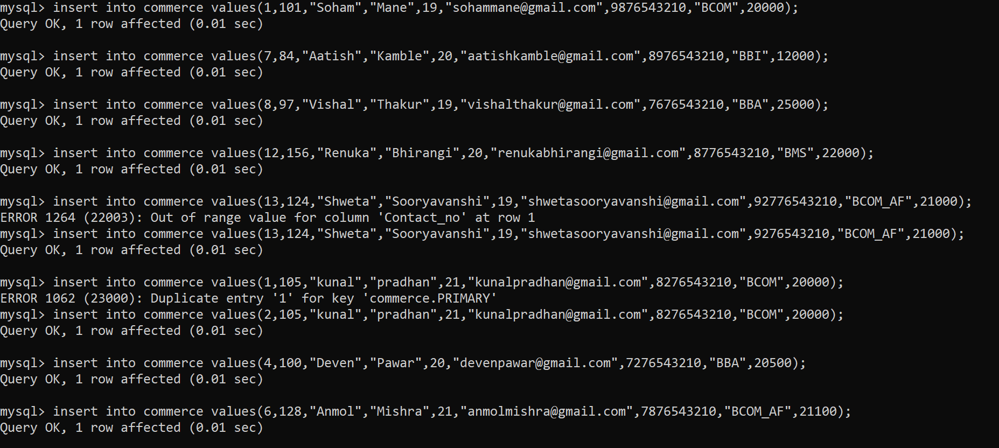 mysql> insert into commerce values(1,101,"Soham","Mane",19,"sohammane@gmail.com",9876543210,"BCOM",20000);
Query OK, 1 row affected (0.01 sec)
mysql> insert into commerce values(7,84,"Aatish","Kamble",20,"aatishkamble@gmail.com",8976543210,"BBI",12000);
Query OK, 1 row affected (0.01 sec)
mysql> insert into commerce values(8,97,"Vishal","Thakur",19,"vishalthakur@gmail.com",7676543210,"BBA",25000);
Query OK, 1 row affected (0.01 sec)
mysql> insert into commerce values(12,156,"Renuka","Bhirangi",20,"renukabhirangi@gmail.com",8776543210,"BMS",22000);
Query OK, 1 row affected (0.01 sec)
mysql> insert into commerce values(13,124,"Shweta","Sooryavanshi",19,"shwetasooryavanshi@gmail.com",92776543210,"BCOM_AF",21000);
ERROR 1264 (22003): Out of range value for column 'Contact_no' at row 1
mysql> insert into commerce values(13,124,"Shweta","Sooryavanshi",19,"shwetasooryavanshi@gmail.com",9276543210,"BCOM_AF",21000);
Query OK, 1 row affected (0.01 sec)
mysql> insert into commerce values(1,105,"kunal","pradhan",21,"kunalpradhan@gmail.com",8276543210,"BCOM",20000);
ERROR 1062 (23000): Duplicate entry '1' for key 'commerce.PRIMARY'
mysql> insert into commerce values(2,105,"kunal","pradhan",21,"kunalpradhan@gmail.com",8276543210,"BCOM",20000);
Query OK, 1 row affected (0.01 sec)
mysql> insert into commerce values(4,100,"Deven","Pawar",20,"devenpawar@gmail.com",7276543210,"BBA",20500);
Query OK, 1 row affected (0.01 sec)
mysql> insert into commerce values(6,128,"Anmol","Mishra",21,"anmolmishra@gmail.com",7876543210,"BCOM_AF",21100);
Query OK, 1 row affected (0.01 sec)